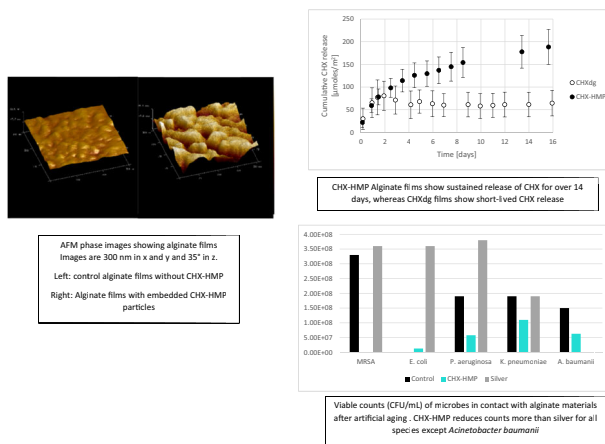 AFM phase images showing alginate films
Images are 300 nm in x and y and 35° in z.
Left: control alginate films without CHX-HMP
Right: Alginate films with embedded CHX-HMP
particles
Cumulative CHX release
[µmoles/m²]
250
200
150
100
50
0
0 2 4 6 8 10 12 14 16
Time [days]
CHXdg
CHX-HMP
CHX-HMP Alginate films show sustained release of CHX for over 14
days, whereas CHXdg films show short-lived CHX release
4.00E+08
3.50E+08
3.00E+08
2.50E+08
2.00E+08
1.50E+08
1.00E+08
5.00E+07
0.00E+00
MRSA E. coli P. aeruginosa K. pneumoniae A. baumanii
Control CHX-HMP Silver
Viable counts (CFU/mL) of microbes in contact with alginate materials
after artificial aging . CHX-HMP reduces counts more than silver for all
species except Acinetobacter baumanii